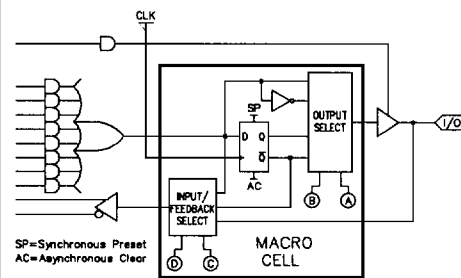 CLK
SP
D Q
Q
AC
OUTPUT
SELECT
I/O
B A
INPUT/
FEEDBACK
SELECT
D C
MACRO
CELL
SP=Synchronous Preset
AC=Asynchronous Clear